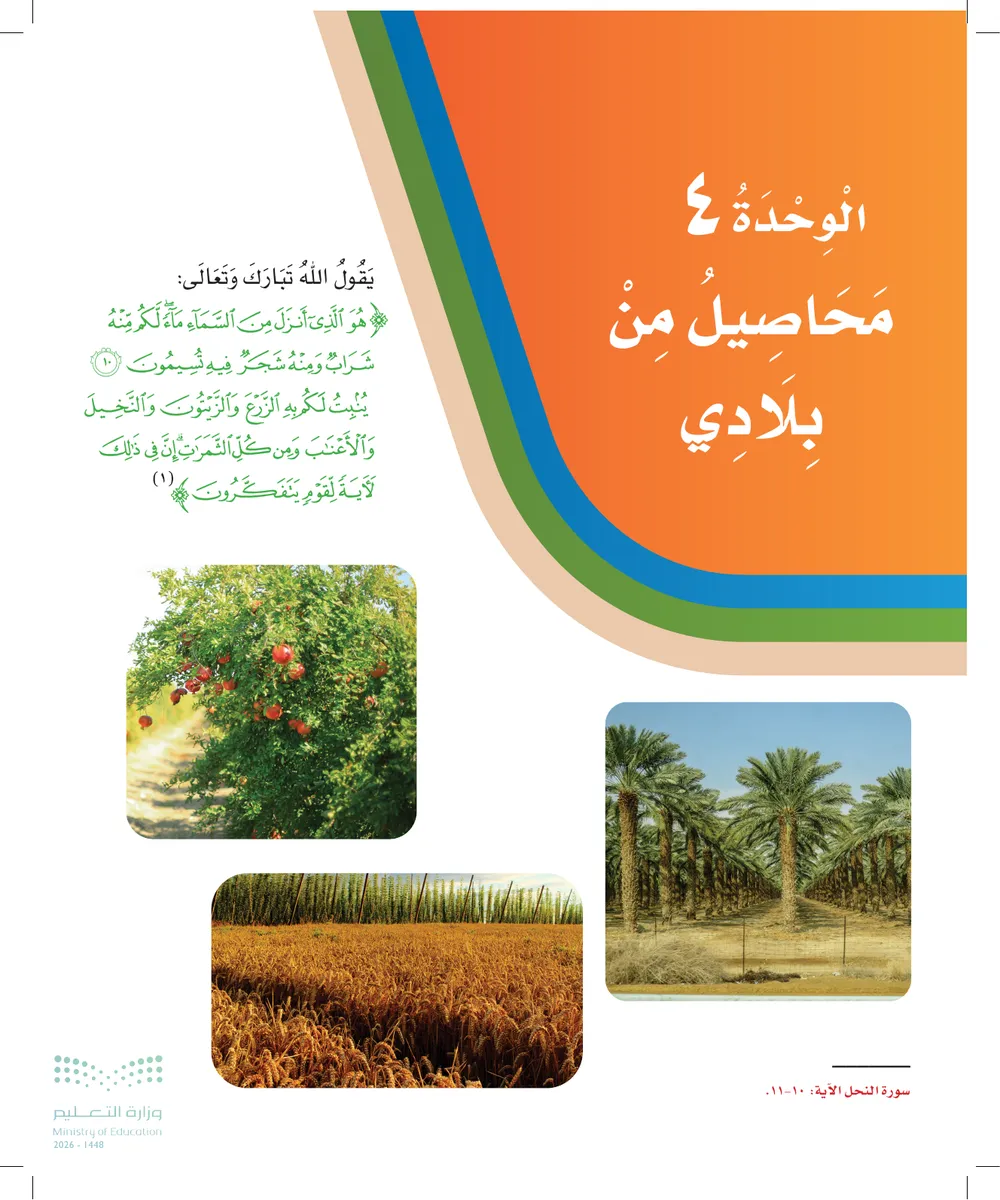 الْوِحْدَةُ ٤
مَحَاصِيلُ مِنْ
بِلَادِي
يَقُولُ اللهُ تَبَارَكَ وَتَعَالَى:
﴿هُوَ ٱلَّذِيٓ أَنزَلَ مِنَ ٱلسَّمَآءِ مَآءٗۖ لَّكُم مِّنۡهُ
شَرَابٞ وَمِنۡهُ شَجَرٞ فِيهِ تُسِيمُونَ ١٠
يُنۢبِتُ لَكُم بِهِ ٱلزَّرۡعَ وَٱلزَّيۡتُونَ وَٱلنَّخِيلَ
وَٱلۡأَعۡنَٰبَ وَمِن كُلِّ ٱلثَّمَرَٰتِۚ إِنَّ فِي ذَٰلِكَ
لَأٓيَةٗ لِّقَوۡمٖ يَتَفَكَّرُونَ﴾ (١)
سورة النحل الآية: ١٠-١١.
وزارة التعليم
Ministry of Education
2026 - 1448